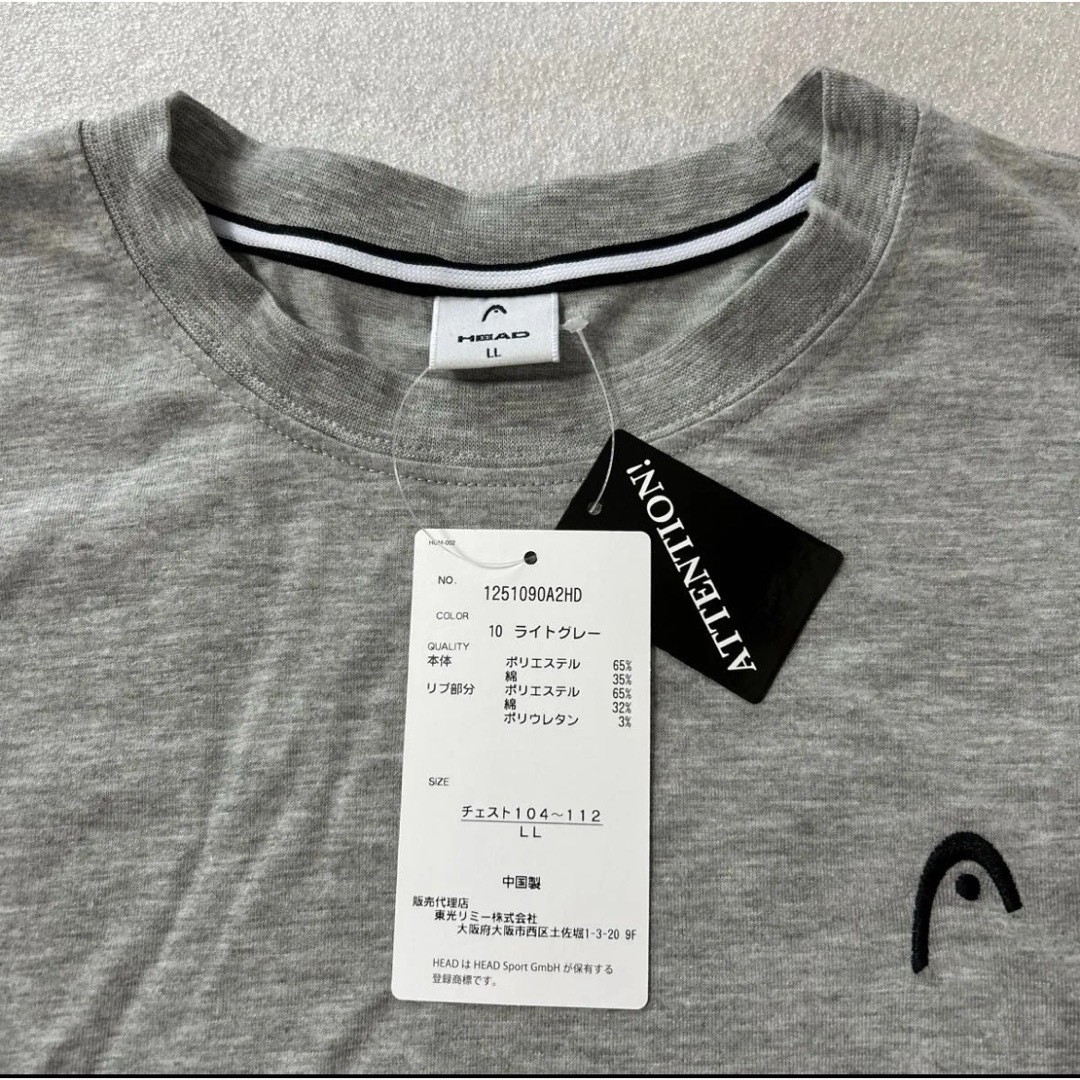 HEAD
LL
ATTENTION!
NO. 1251090A2HD
COLOR
10 ライトグレー
QUALITY
本体 ポリエステル 65%
綿 35%
リブ部分 ポリエステル 65%
綿 32%
ポリウレタン 3%
SIZE
チェスト104～112
LL
中国製
販売代理店
東光リミー株式会社
大阪府大阪市西区土佐堀1-3-20 9F
HEAD は HEAD Sport GmbH が保有する
登録商標です。